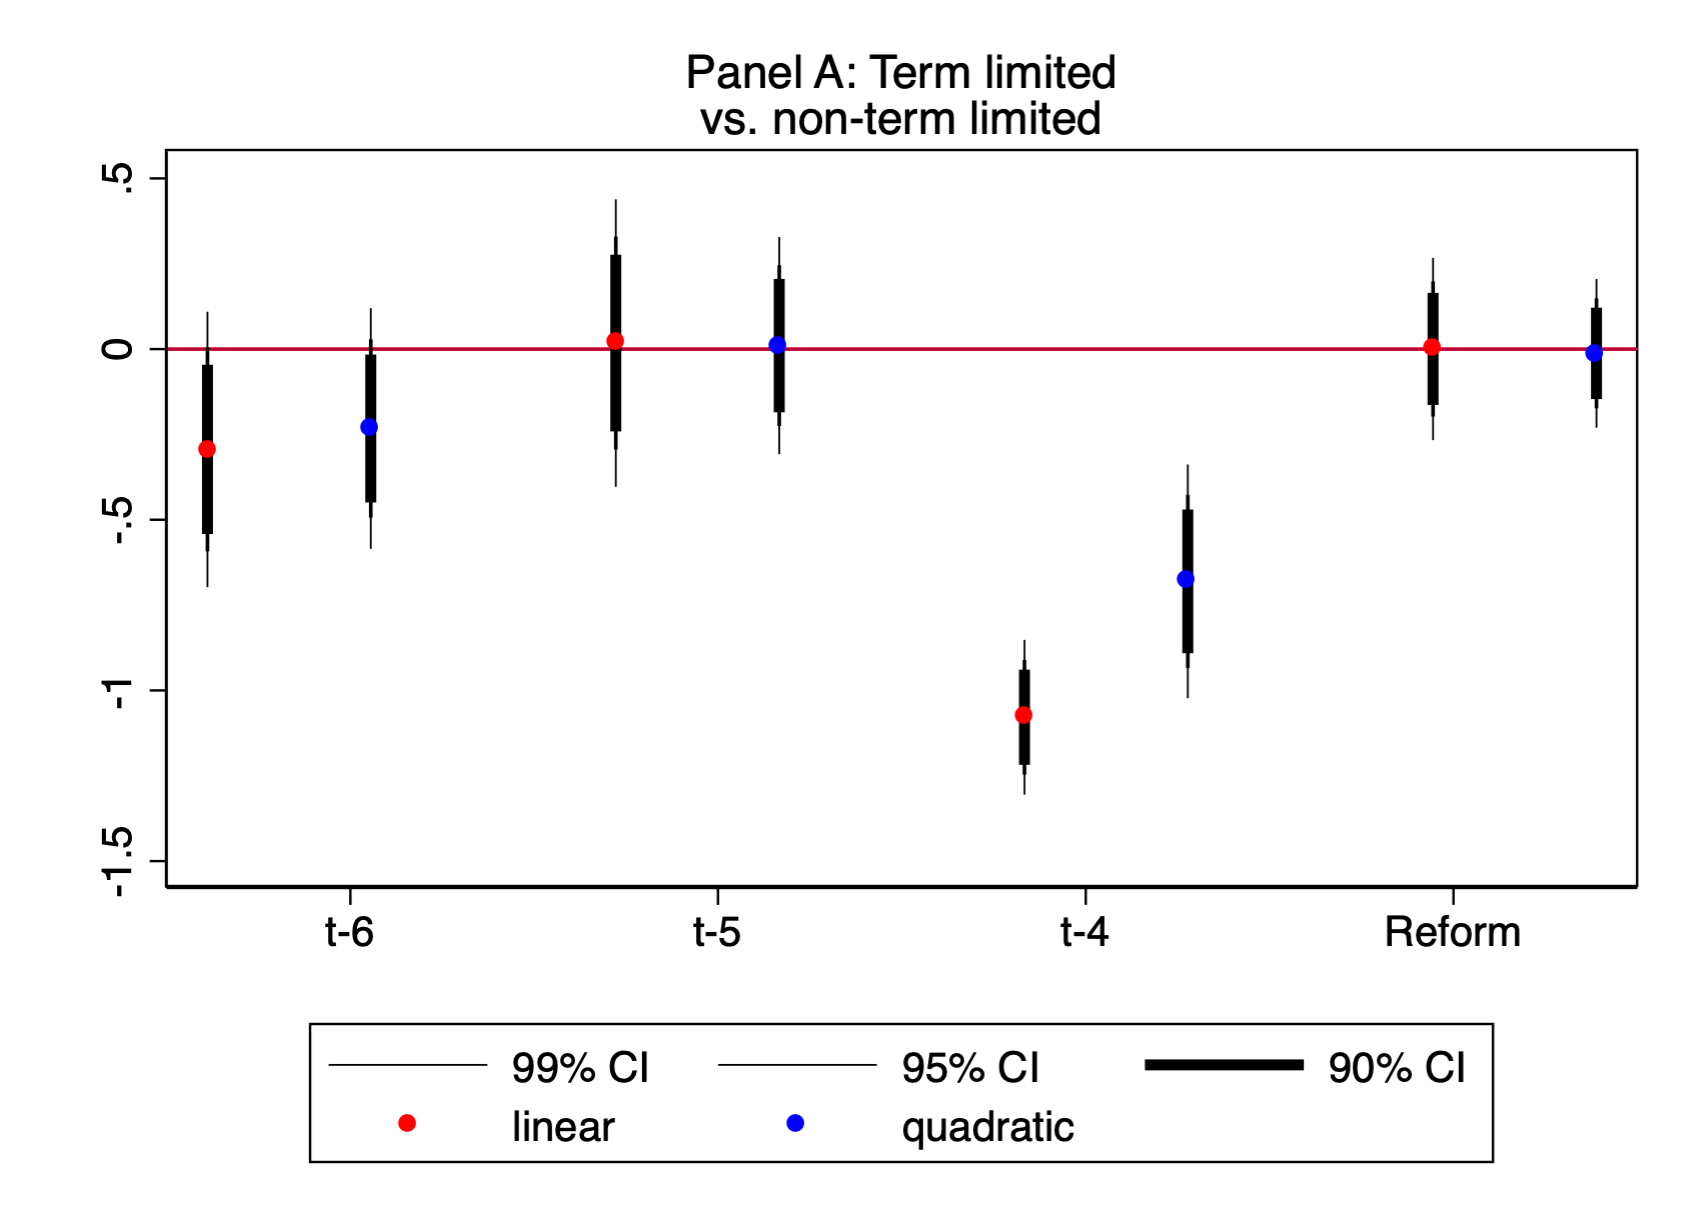 Panel A: Term limited
vs. non-term limited
.5
0
-.5
-1
-1.5
t-6 t-5 t-4 Reform
99% CI 95% CI 90% CI
linear quadratic